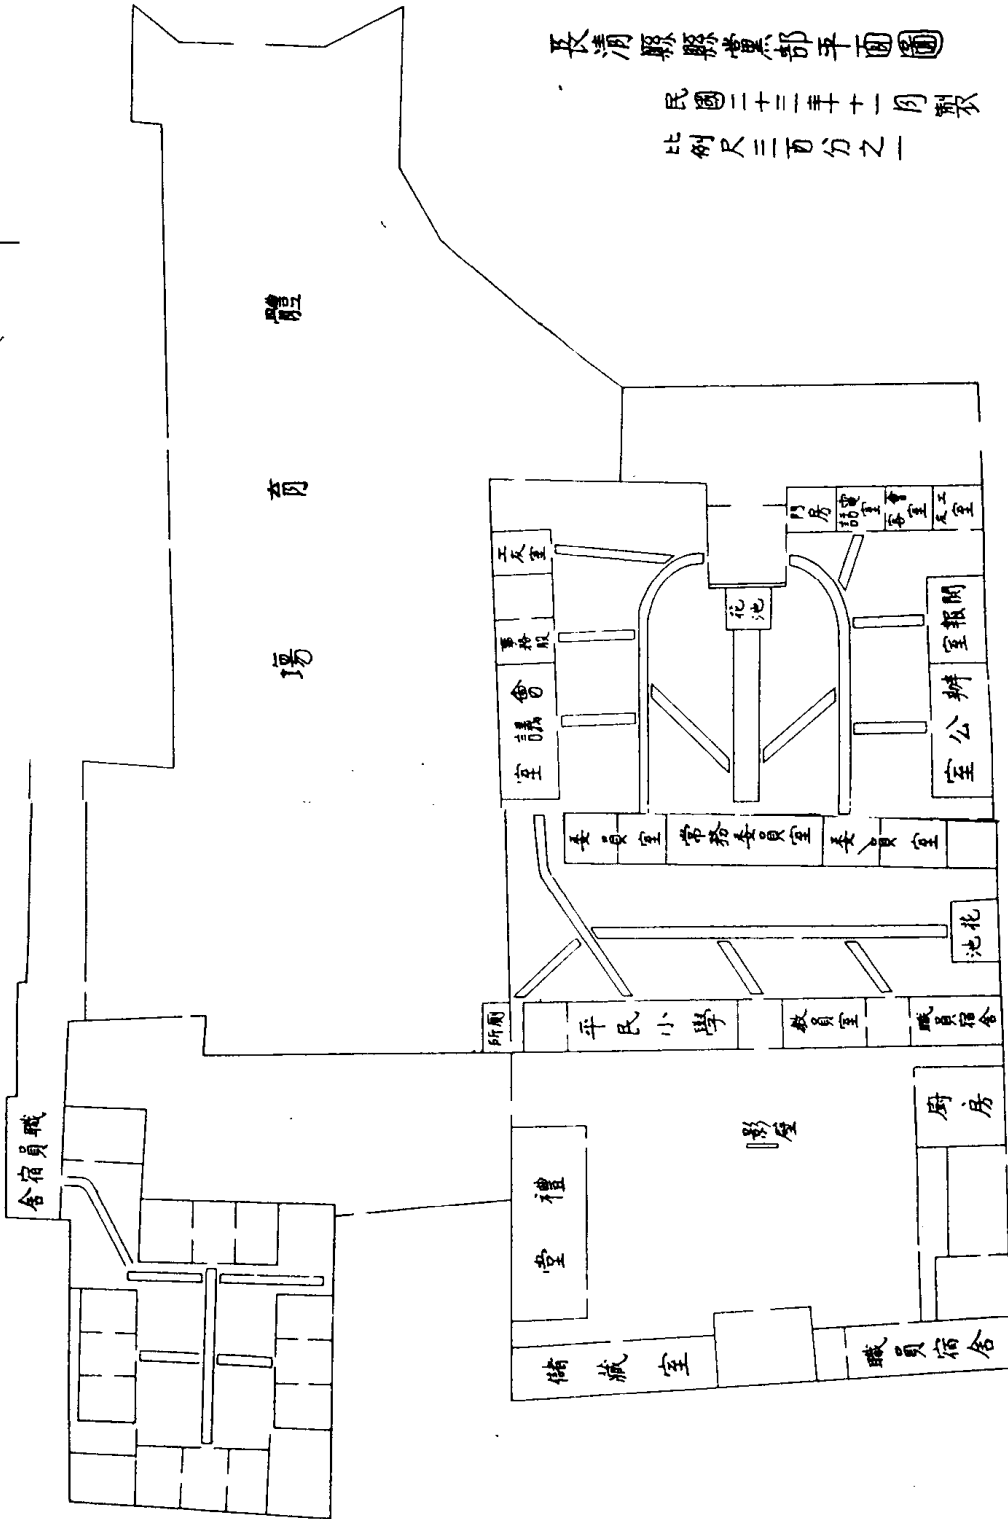 長清縣縣黨部平面圖
民國二十三年十一月製
比例尺三百分之一
體育場
工友室
事務股
會議室
門房
電話室
會客室
工友室
花池
閱報室
辦公室
委員室
常務委員室
委員室
花池
廁所
平民小學
教員室
職員宿舍
職員宿舍
影壁
廚房
禮堂
儲藏室
職員宿舍